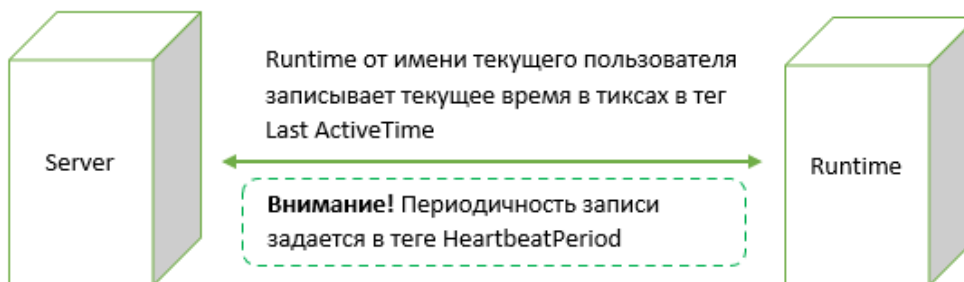 Runtime от имени текущего пользователя
записывает текущее время в тиксах в тег
Last ActiveTime
Server
Runtime
Внимание! Периодичность записи
задается в теге HeartbeatPeriod